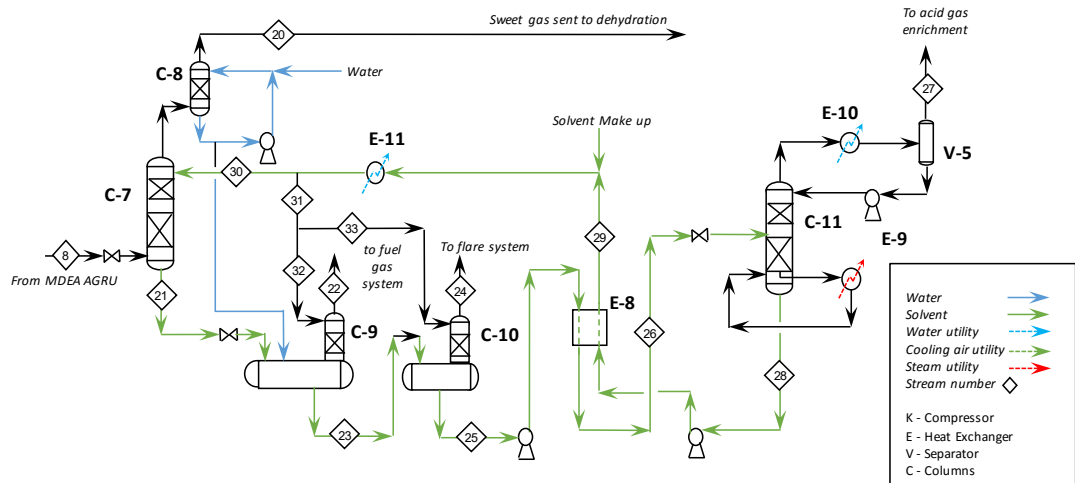 Sweet gas sent to dehydration
To acid gas
enrichment
20
C-8
Water
27
E-10
Solvent Make up
V-5
E-11
30
C-7
31
C-11
33
29
E-9
8
to fuel
gas
system
To flare system
From MDEA AGRU
32
22
24
21
E-8
26
C-9
C-10
28
23
25
Water
Solvent
Water utility
Cooling air utility
Steam utility
Stream number
K - Compressor
E - Heat Exchanger
V - Separator
C - Columns